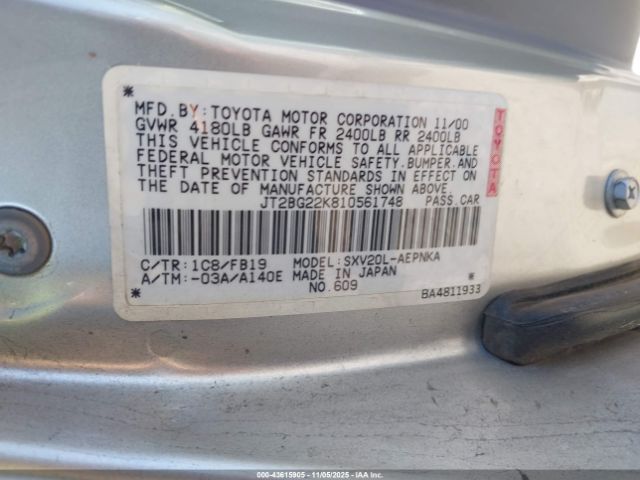 MFD.BY:TOYOTA MOTOR CORPORATION 11/00
GVWR 4180LB GAWR FR 2400LB RR 2400LB
THIS VEHICLE CONFORMS TO ALL APPLICABLE
FEDERAL MOTOR VEHICLE SAFETY,BUMPER,AND
THEFT PREVENTION STANDARDS IN EFFECT ON
THE DATE OF MANUFACTURE SHOWN ABOVE.
TOYOTA
JT2BG22K810561748 PASS.CAR
C/TR:1C8/FB19 MODEL:SXV20L-AEPNKA
A/TM:-03A/A140E MADE IN JAPAN
NO.609
BA4811933
000-43615905 - 11/05/2025 - IAAI.COM